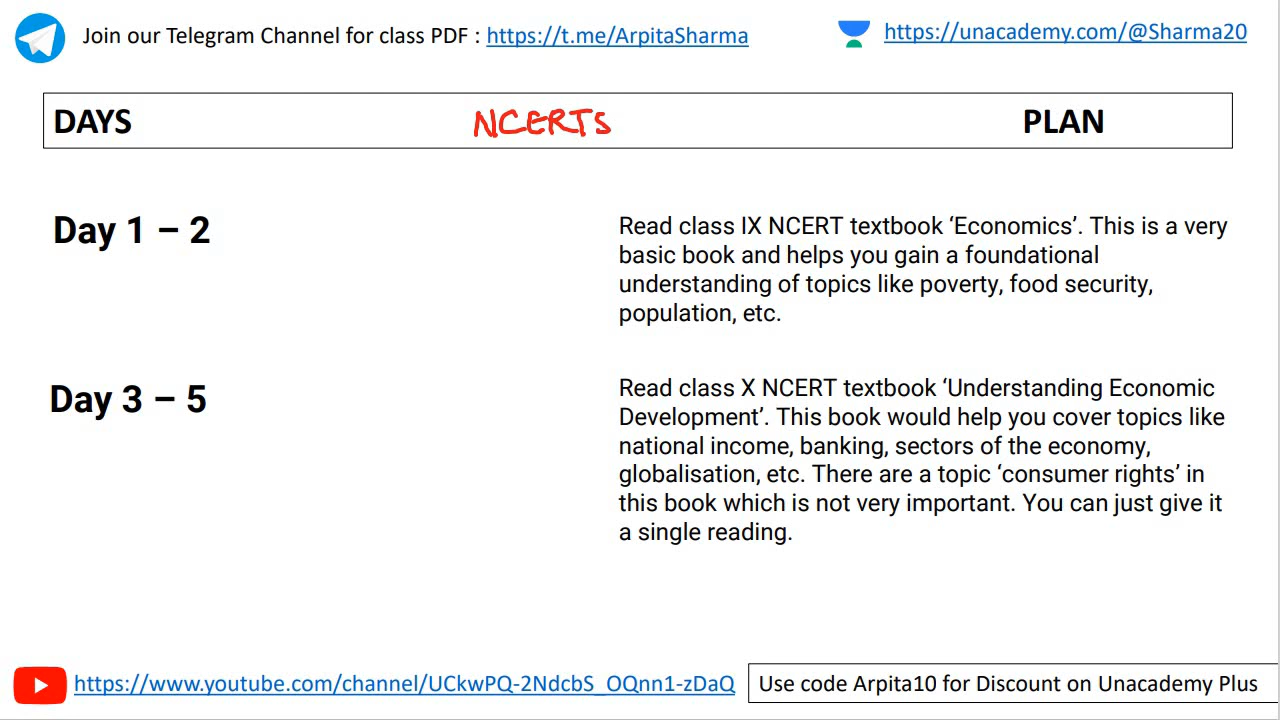 Join our Telegram Channel for class PDF : https://t.me/ArpitaSharma
https://unacademy.com/@Sharma20
DAYS NCERTS PLAN
Day 1 – 2
Read class IX NCERT textbook ‘Economics’. This is a very
basic book and helps you gain a foundational
understanding of topics like poverty, food security,
population, etc.
Day 3 – 5
Read class X NCERT textbook ‘Understanding Economic
Development’. This book would help you cover topics like
national income, banking, sectors of the economy,
globalisation, etc. There are a topic ‘consumer rights’ in
this book which is not very important. You can just give it
a single reading.
https://www.youtube.com/channel/UCkwPQ-2NdcbS_OQnn1-zDaQ
Use code Arpita10 for Discount on Unacademy Plus